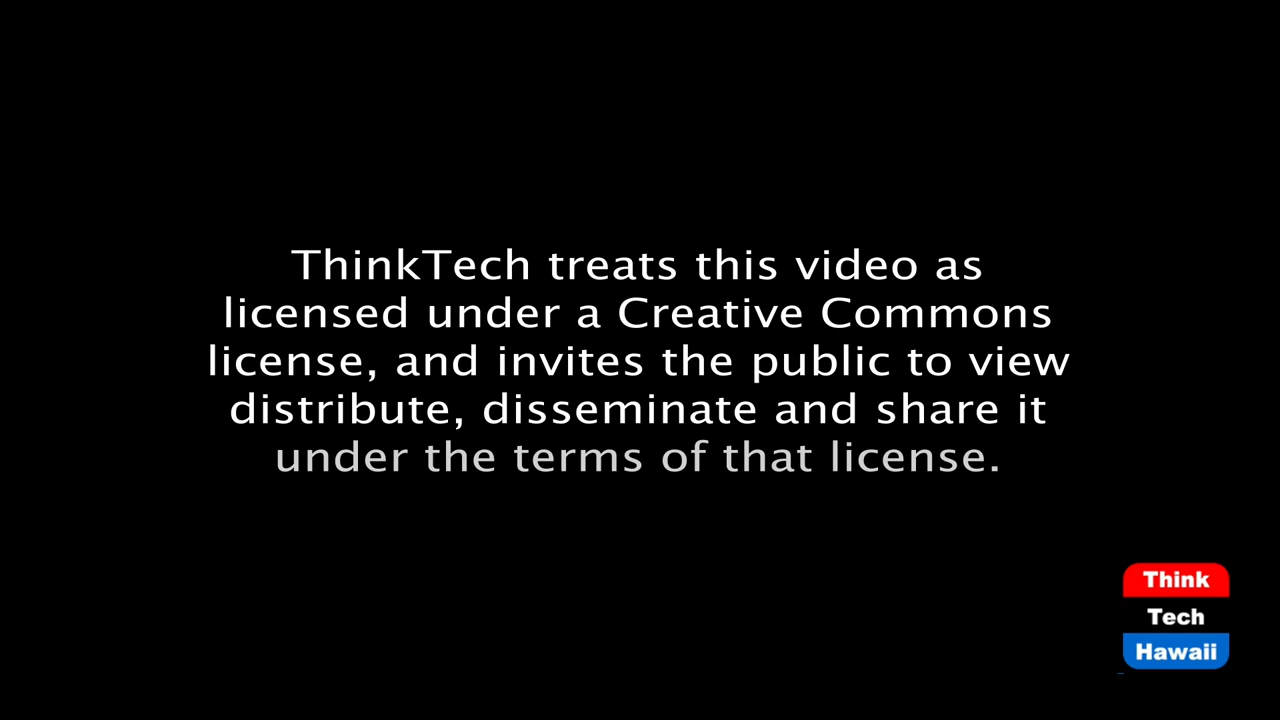 ThinkTech treats this video as
licensed under a Creative Commons
license, and invites the public to view
distribute, disseminate and share it
under the terms of that license.
Think
Tech
Hawaii